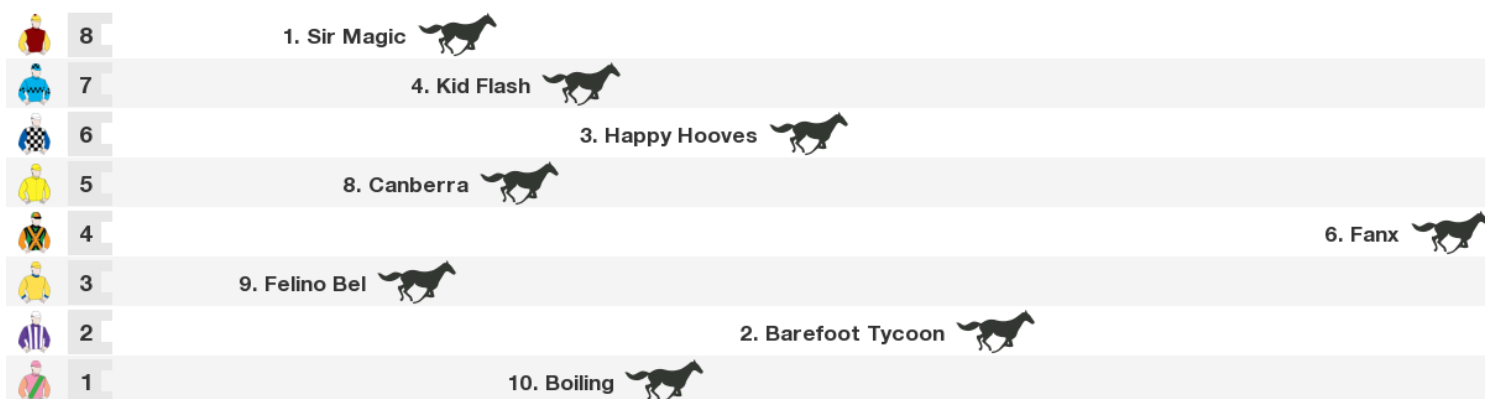 8 1. Sir Magic
7 4. Kid Flash
6 3. Happy Hooves
5 8. Canberra
4 6. Fanx
3 9. Felino Bel
2 2. Barefoot Tycoon
1 10. Boiling